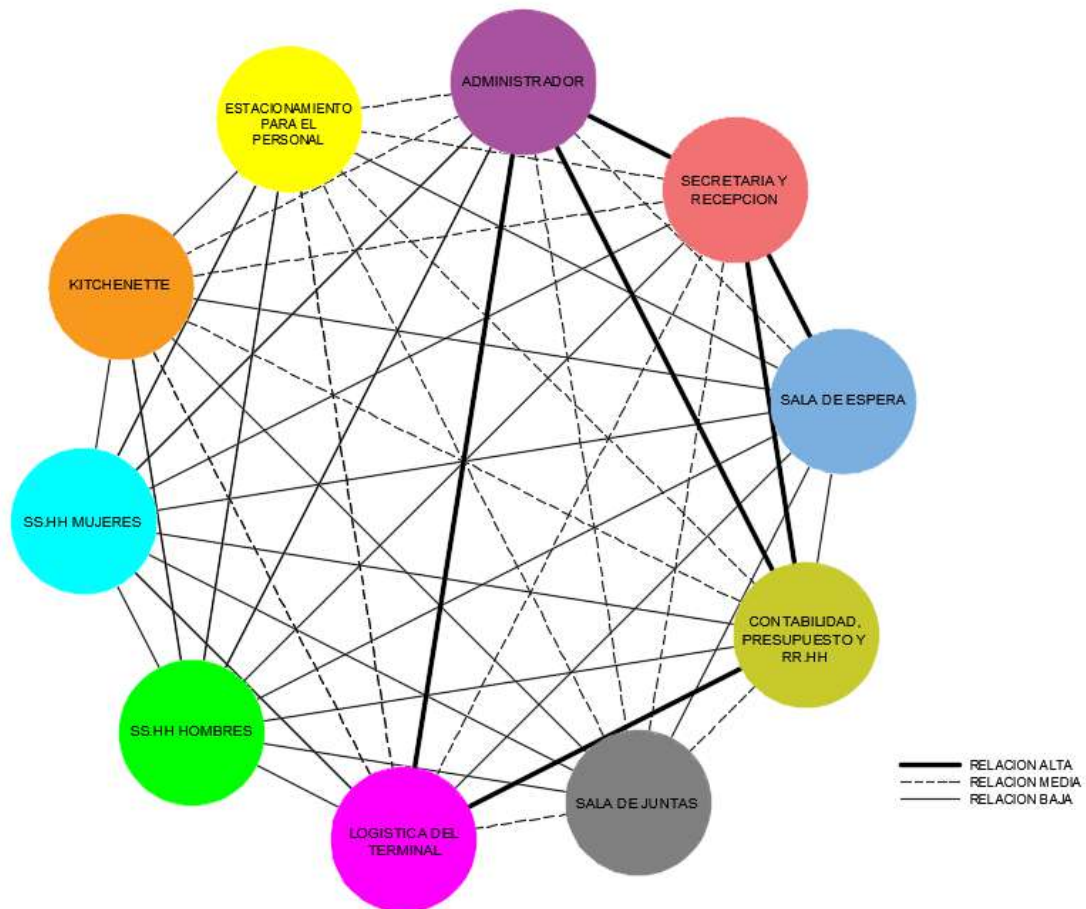 ADMINISTRADOR
ESTACIONAMIENTO
PARA EL
PERSONAL
SECRETARIA Y
RECEPCION
KITCHENETTE
SALA DE ESPERA
SS.HH MUJERES
CONTABILIDAD,
PRESUPUESTO Y
RR.HH
SS.HH HOMBRES
SALA DE JUNTAS
LOGISTICA DEL
TERMINAL
RELACION ALTA
RELACION MEDIA
RELACION BAJA